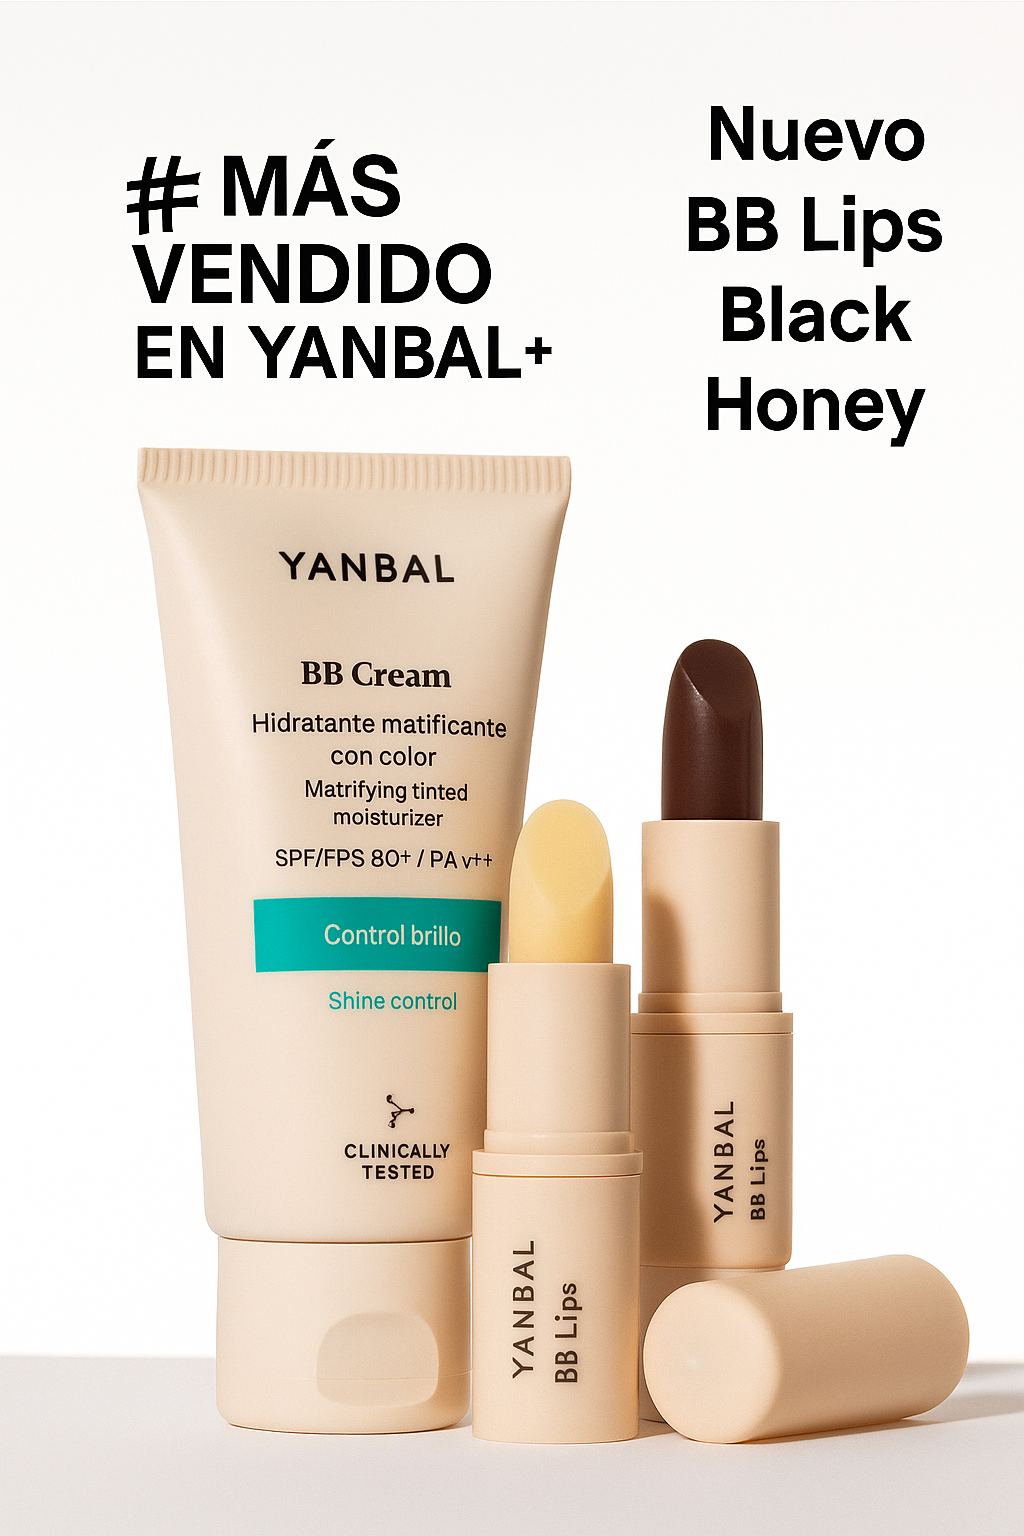 # MÁS
VENDIDO
EN YANBAL+
Nuevo
BB Lips
Black
Honey
YANBAL
BB Cream
Hidratante matificante
con color
Matrifying tinted
moisturizer
SPF/FPS 80+ / PA v++
Control brillo
Shine control
CLINICALLY
TESTED
YANBAL
BB Lips
YANBAL
BB Lips